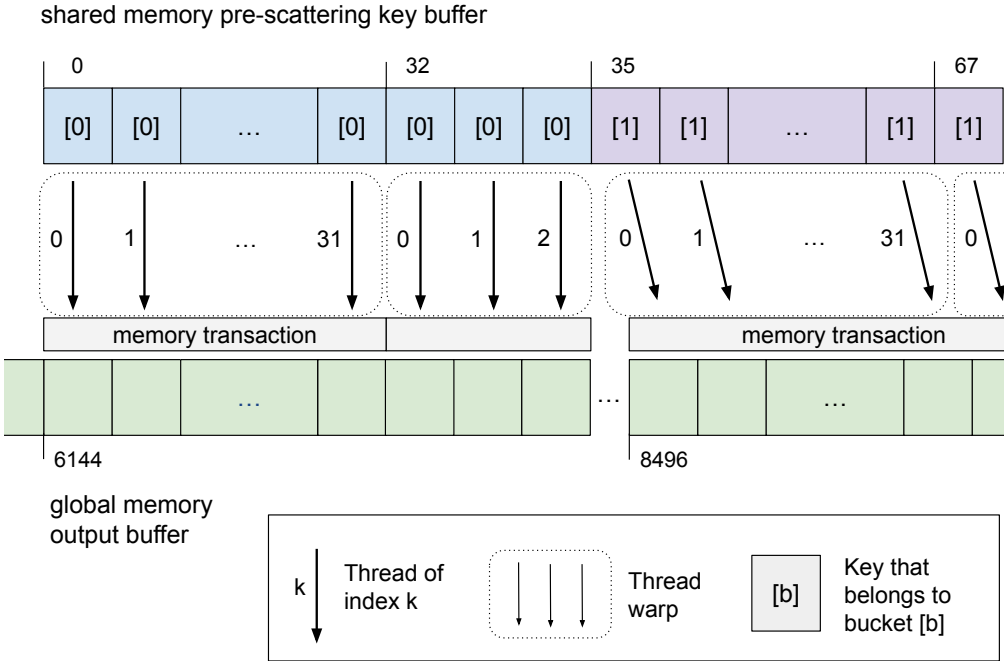 shared memory pre-scattering key buffer
0 32 35 67
[0] [0] … [0] [0] [0] [0] [1] [1] … [1] [1]
0 1 … 31 0 1 2 0 1 … 31 0
memory transaction memory transaction
… … …
6144 8496
global memory
output buffer
k
Thread of
index k
Thread
warp
[b]
Key that
belongs to
bucket [b]